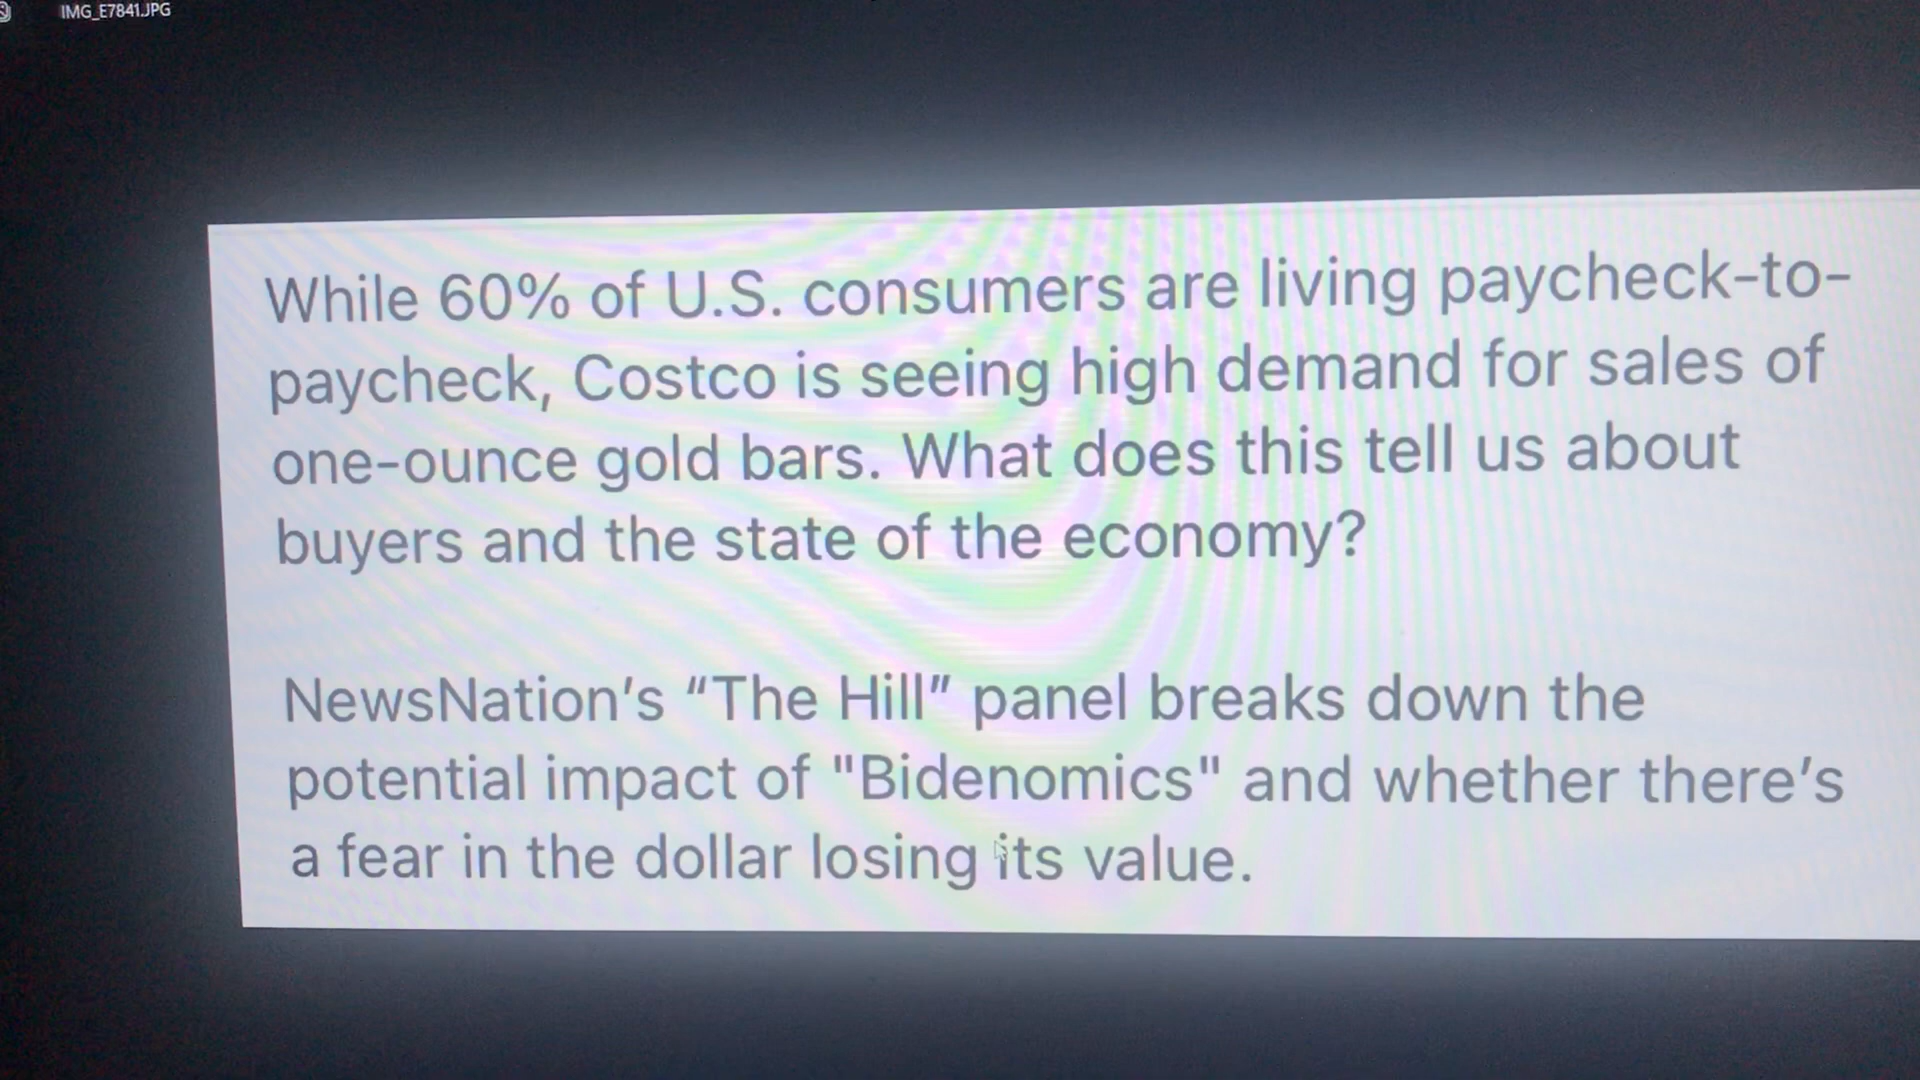 IMG_E7841.JPG
While 60% of U.S. consumers are living paycheck-to-
paycheck, Costco is seeing high demand for sales of
one-ounce gold bars. What does this tell us about
buyers and the state of the economy?
NewsNation’s “The Hill” panel breaks down the
potential impact of "Bidenomics" and whether there’s
a fear in the dollar losing its value.